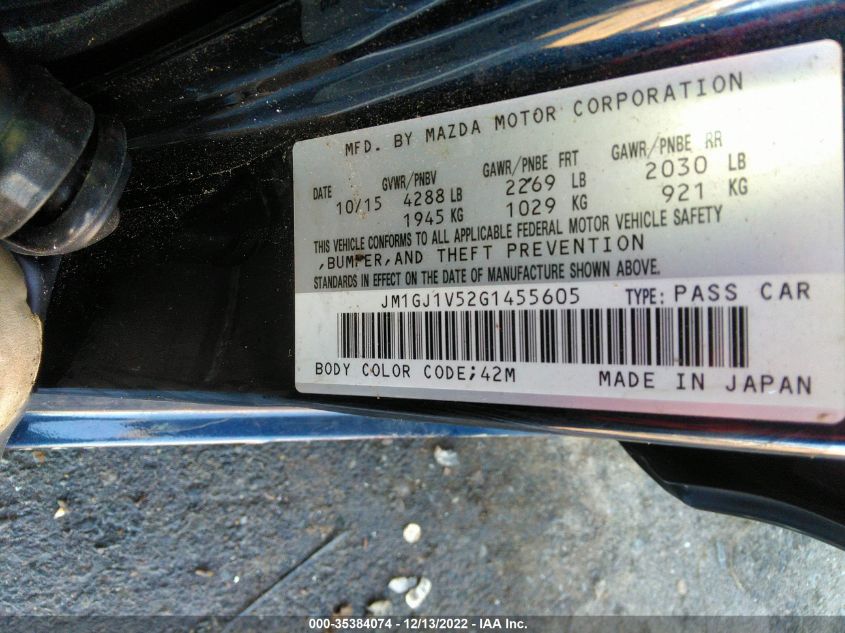 MFD. BY MAZDA MOTOR CORPORATION
DATE GVWR/PNBV GAWR/PNBE FRT GAWR/PNBE RR
10/15 4288 LB 2269 LB 2030 LB
1945 KG 1029 KG 921 KG
THIS VEHICLE CONFORMS TO ALL APPLICABLE FEDERAL MOTOR VEHICLE SAFETY
,BUMPER,AND THEFT PREVENTION
STANDARDS IN EFFECT ON THE DATE OF MANUFACTURE SHOWN ABOVE.
JM1GJ1V52G1455605 TYPE: PASS CAR
BODY COLOR CODE;42M MADE IN JAPAN
000-35384074 - 12/13/2022 - IAA Inc.